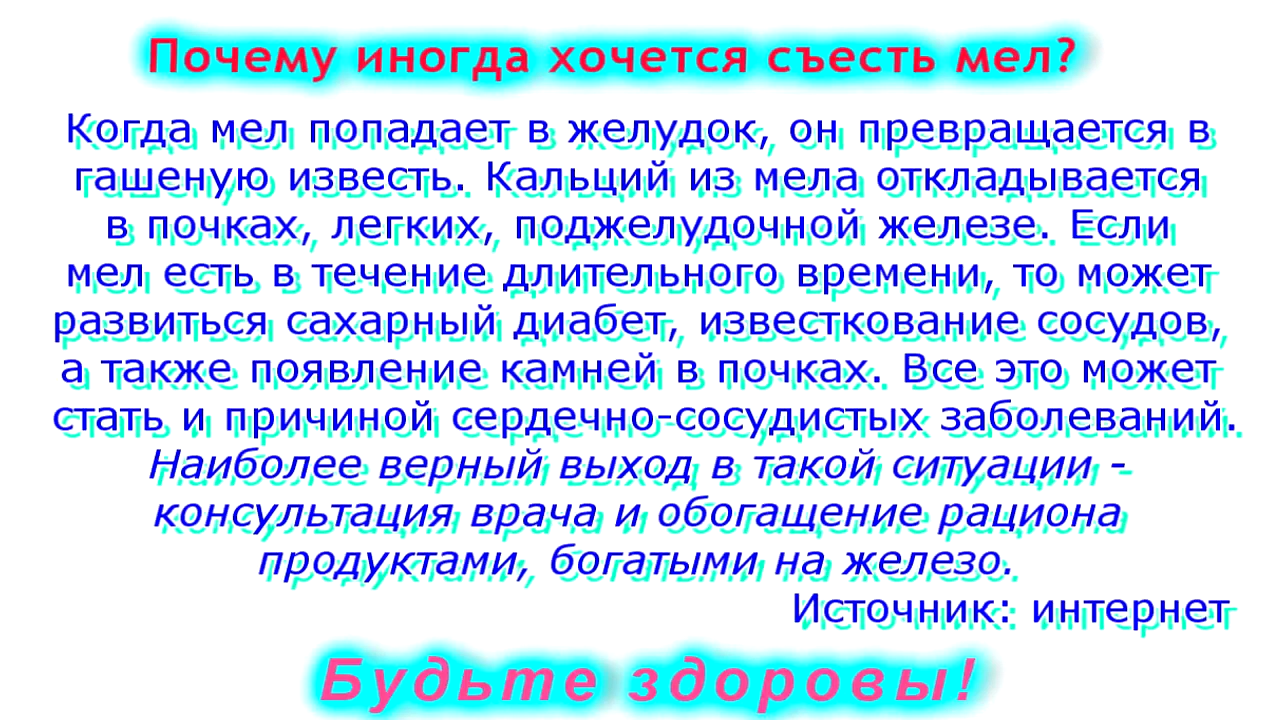 Почему иногда хочется съесть мел?
Когда мел попадает в желудок, он превращается в
гашеную известь. Кальций из мела откладывается
в почках, легких, поджелудочной железе. Если
мел есть в течение длительного времени, то может
развиться сахарный диабет, известкование сосудов,
а также появление камней в почках. Все это может
стать и причиной сердечно-сосудистых заболеваний.
Наиболее верный выход в такой ситуации -
консультация врача и обогащение рациона
продуктами, богатыми на железо.
Источник: интернет
Будьте здоровы!